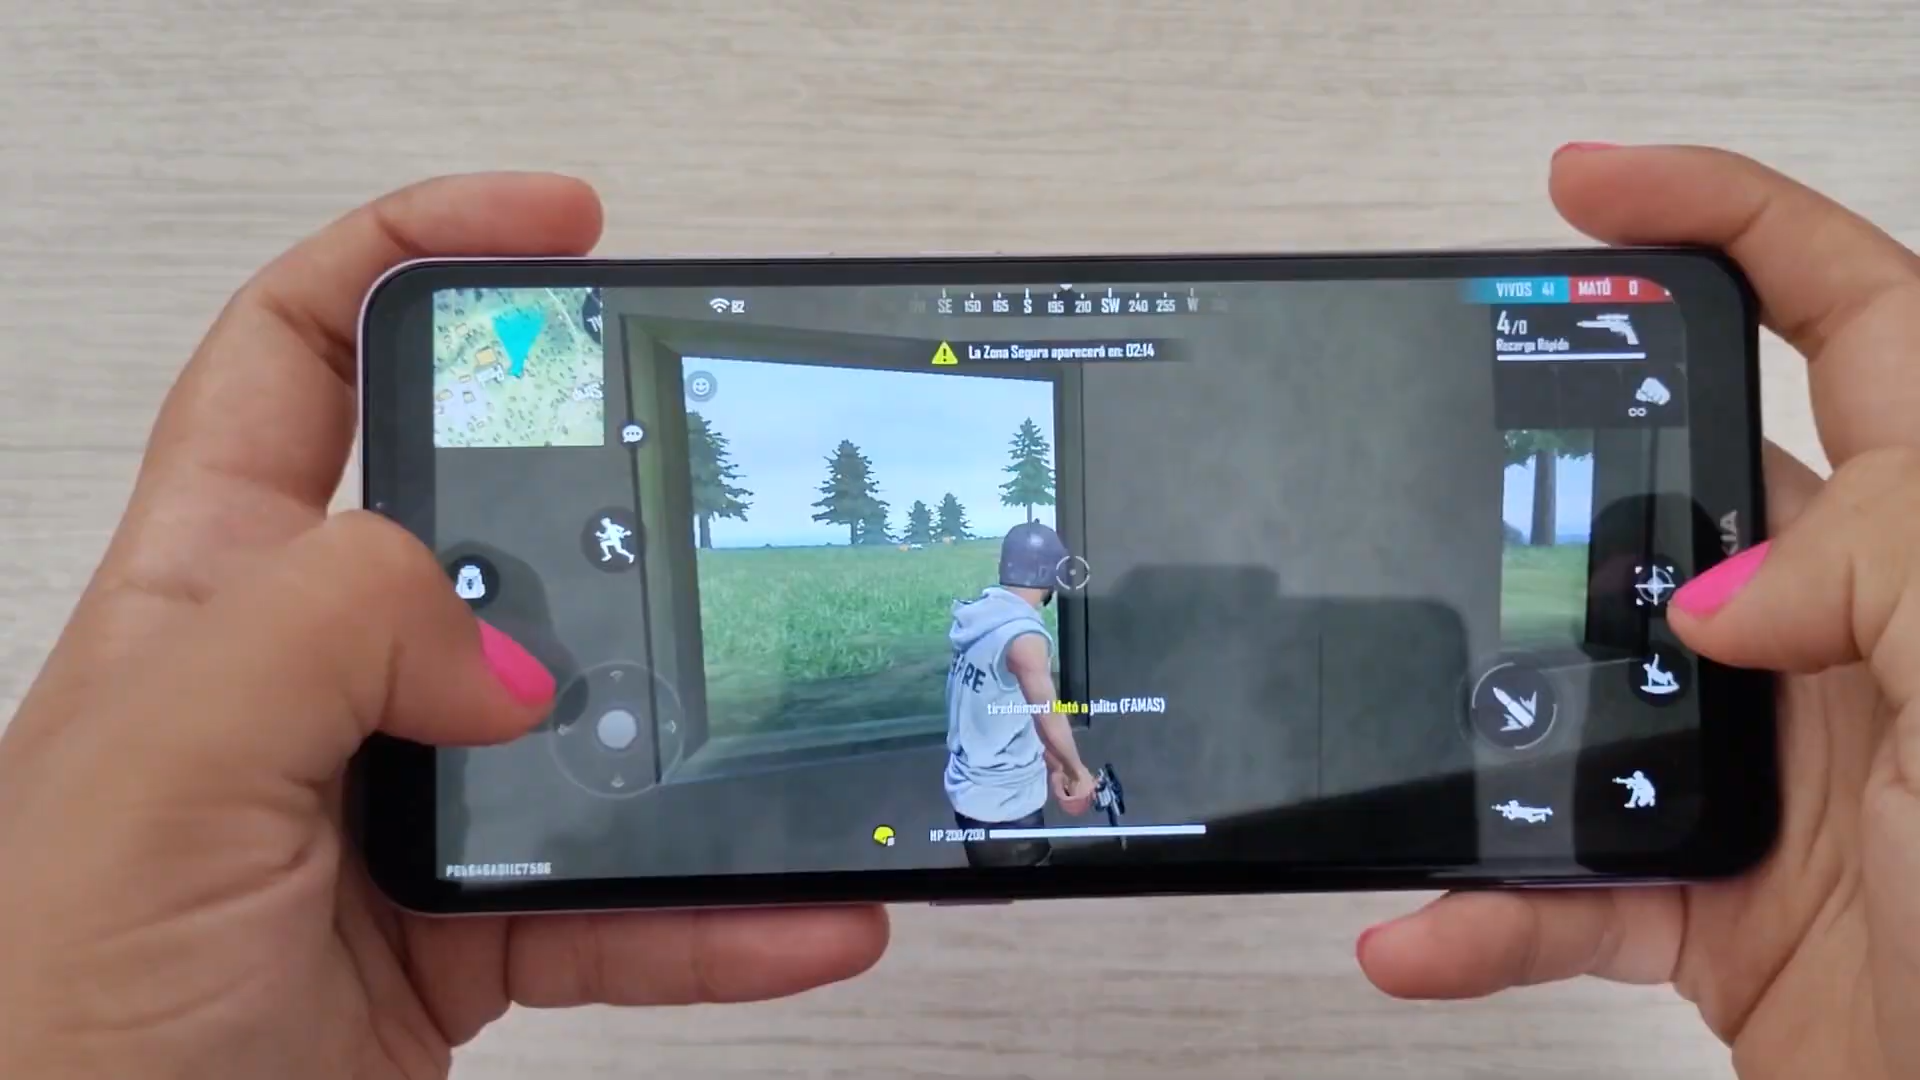 82
SE 150 165 S 195 210 SW 240 255 W
VIVOS 41 MATÓ 0
4/0
Recarga Rápida
La Zona Segura aparecerá en: 02:14
∞
tirednimord Mató a julito (FAMAS)
HP 200/200